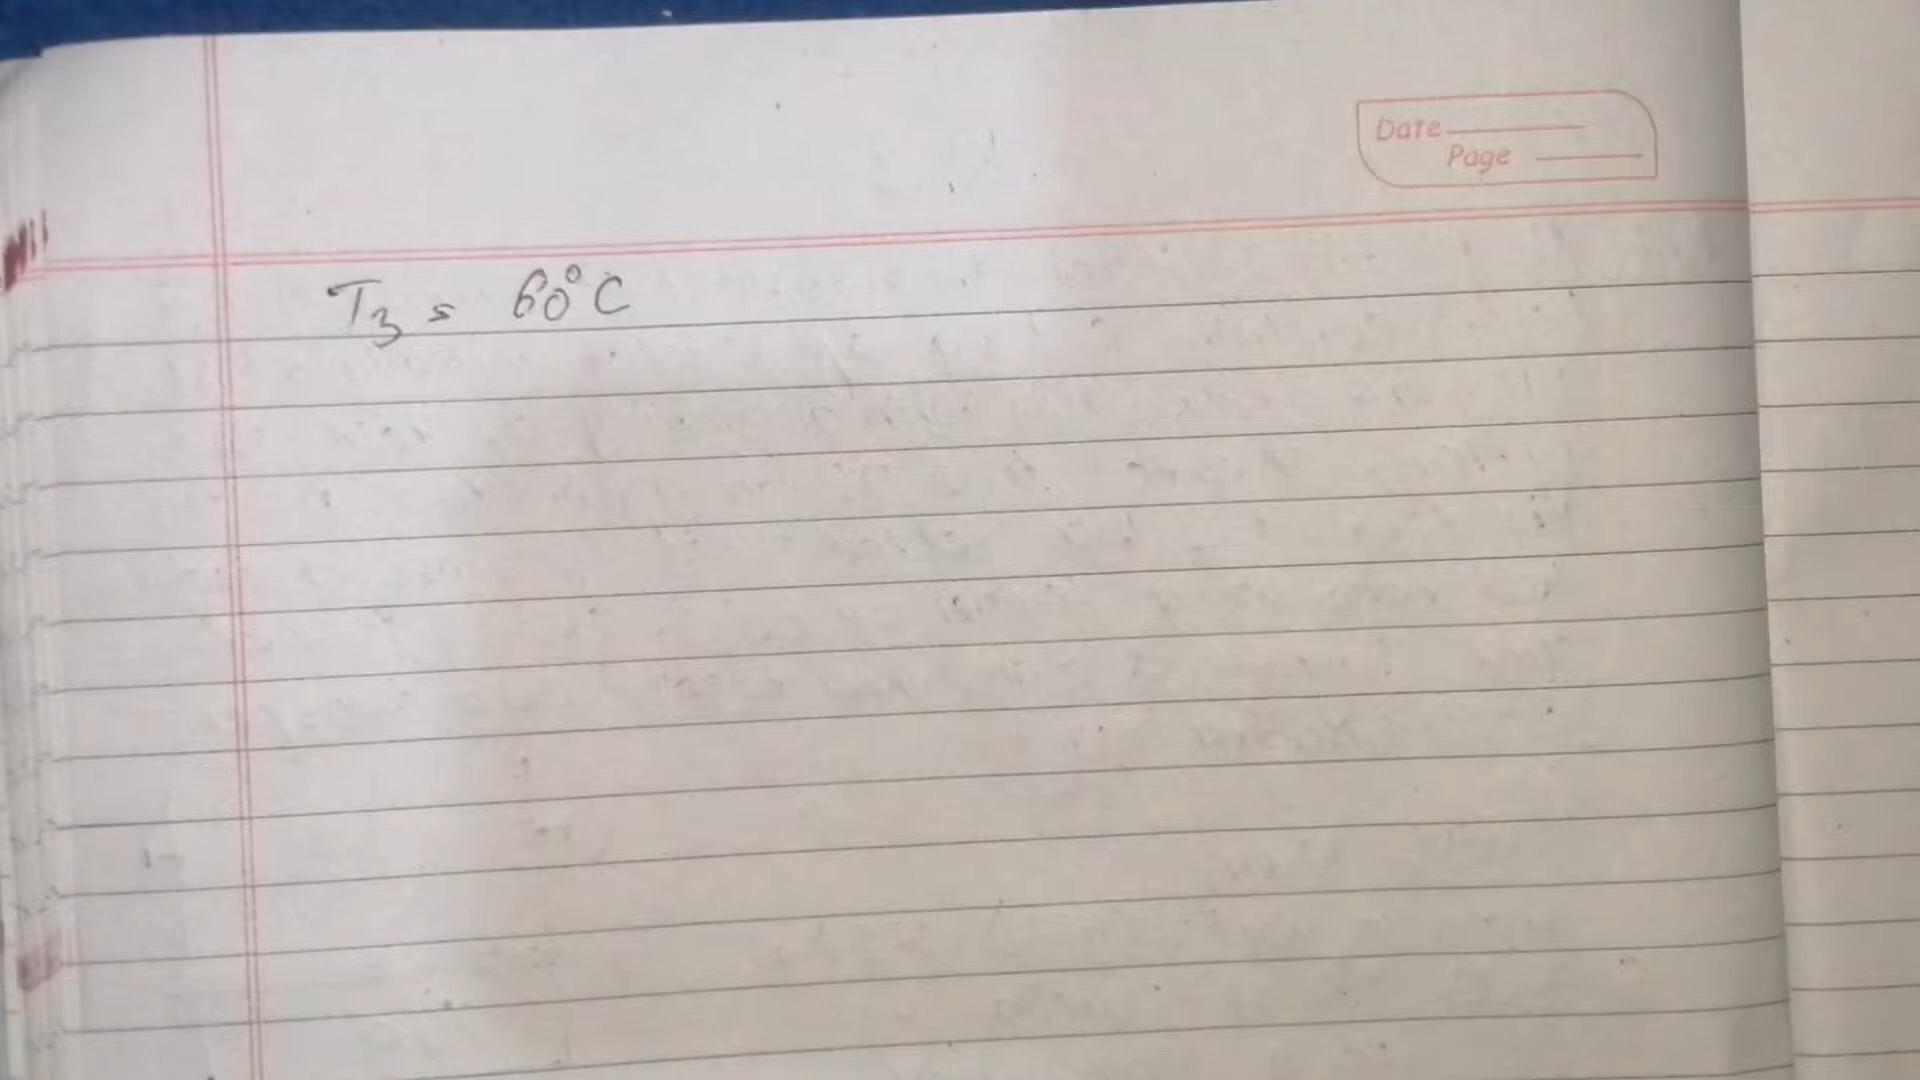 Date
Page
T₃ = 60°C